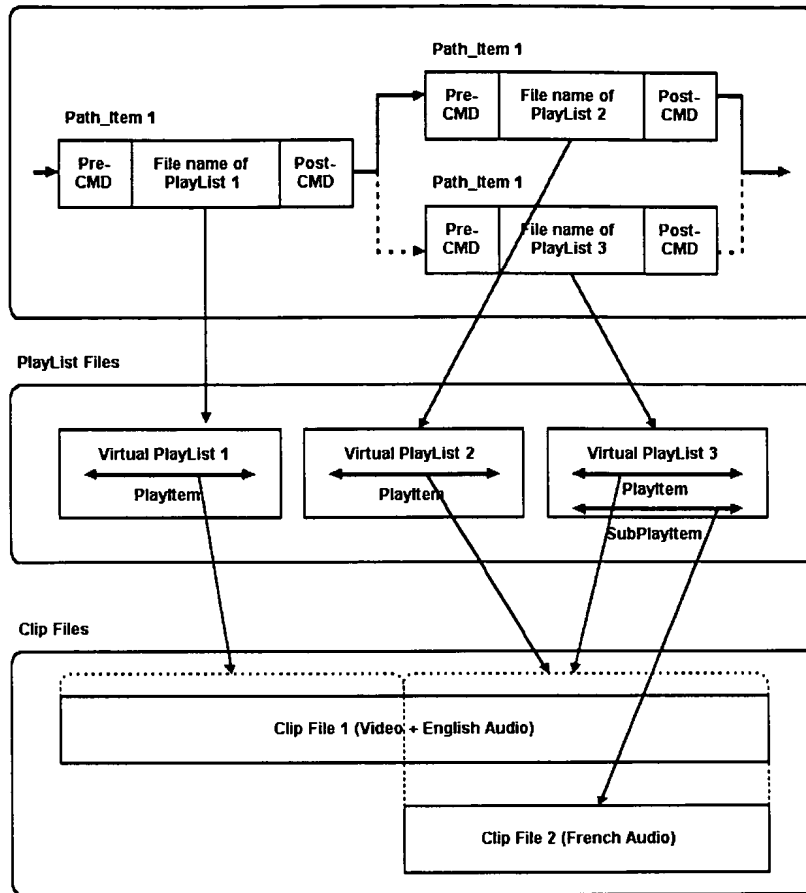 Path_Item 1
Pre-
CMD
File name of
PlayList 2
Post-
CMD
Path_Item 1
Pre-
CMD
File name of
PlayList 1
Post-
CMD
Path_Item 1
Pre-
CMD
File name of
PlayList 3
Post-
CMD
PlayList Files
Virtual PlayList 1
PlayItem
Virtual PlayList 2
PlayItem
Virtual PlayList 3
PlayItem
SubPlayItem
Clip Files
Clip File 1 (Video + English Audio)
Clip File 2 (French Audio)